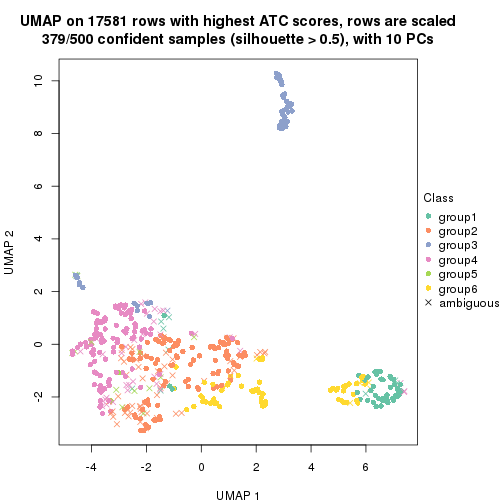 UMAP on 17581 rows with highest ATC scores, rows are scaled
379/500 confident samples (silhouette > 0.5), with 10 PCs
10
8
6
4
2
0
-2
UMAP 2
-4 -2 0 2 4 6
UMAP 1
Class
group1
group2
group3
group4
group5
group6
ambiguous